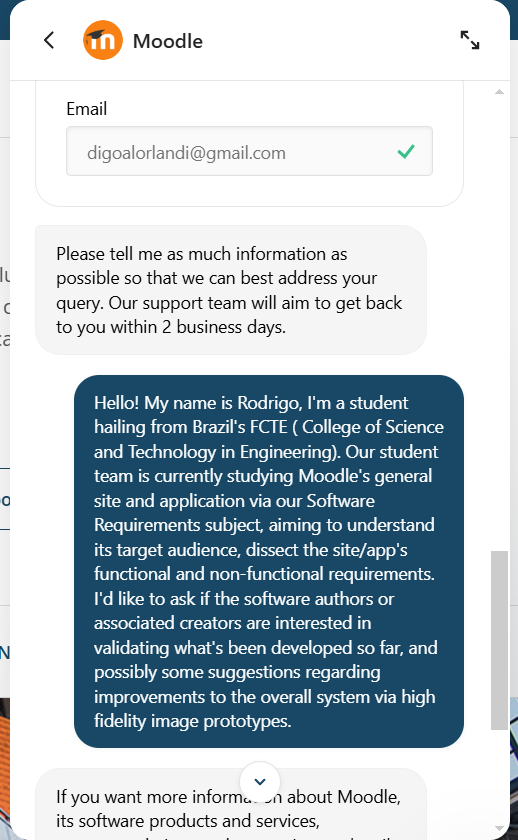 Moodle
Email
digoalorlandi@gmail.com
Please tell me as much information as
possible so that we can best address your
query. Our support team will aim to get back
to you within 2 business days.
Hello! My name is Rodrigo, I'm a student
hailing from Brazil's FCTE ( College of Science
and Technology in Engineering). Our student
team is currently studying Moodle's general
site and application via our Software
Requirements subject, aiming to understand
its target audience, dissect the site/app's
functional and non-functional requirements.
I'd like to ask if the software authors or
associated creators are interested in
validating what's been developed so far, and
possibly some suggestions regarding
improvements to the overall system via high
fidelity image prototypes.
If you want more about Moodle,
its software products and services,